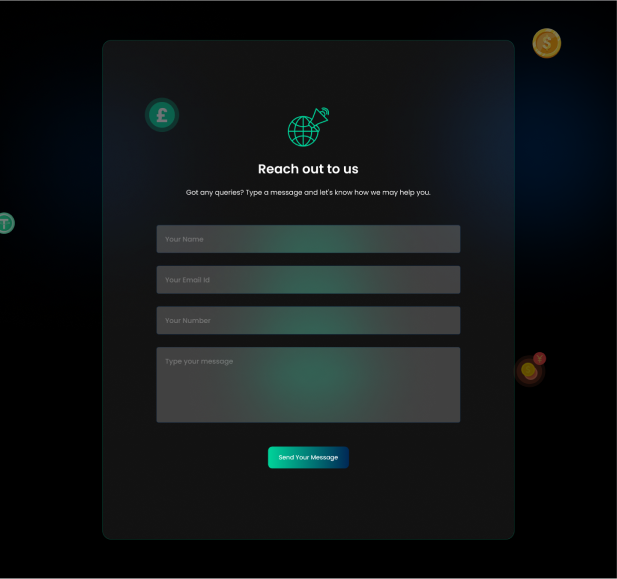 $
£
Reach out to us
Got any queries? Type a message and let's know how we may help you.
T
Your Name
Your Email Id
Your Number
¥
Type your message
Send Your Message